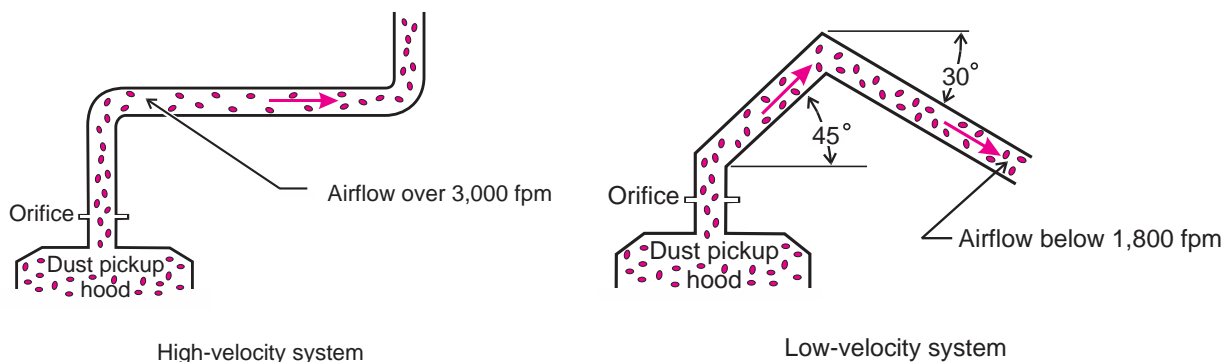 Airflow over 3,000 fpm
Orifice
Dust pickup
hood
High-velocity system
30°
45°
Orifice
Airflow below 1,800 fpm
Dust pickup
hood
Low-velocity system